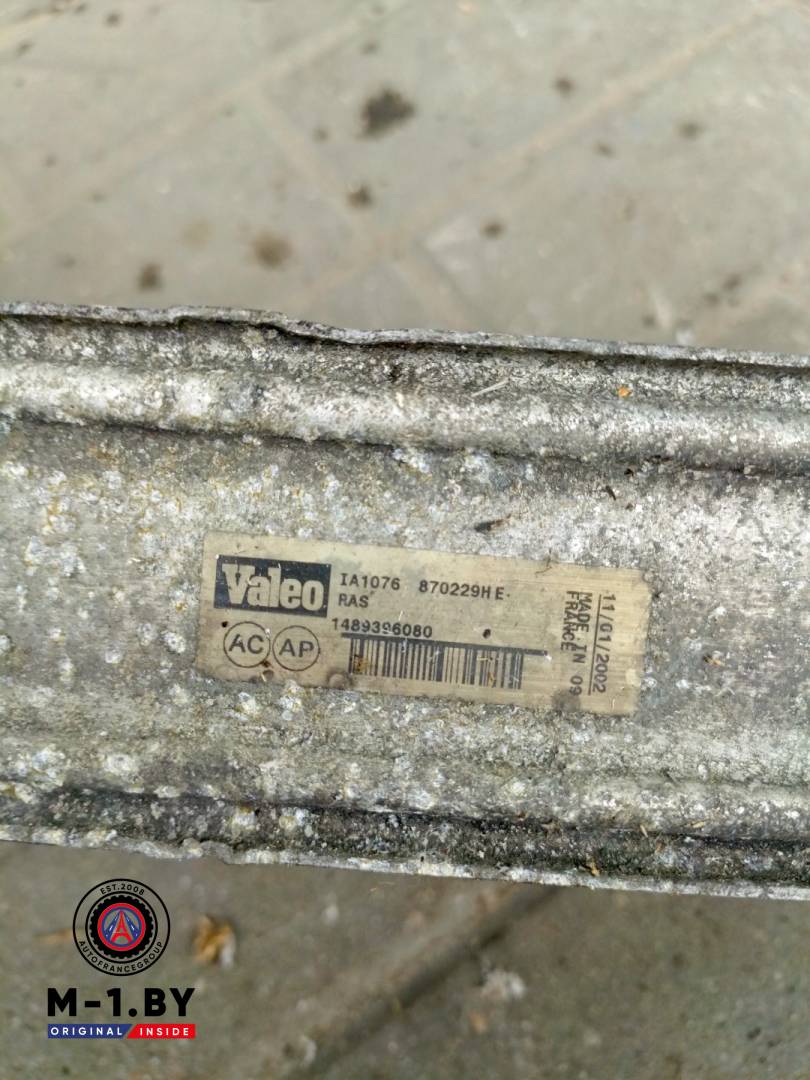 Valeo
IA1076 870229HE
RAS
1489396080
AC AP
11/01/2002
MADE IN 09
FRANCE
EST.2008
AUTOFRANCEGROUP
M-1.BY
ORIGINAL INSIDE